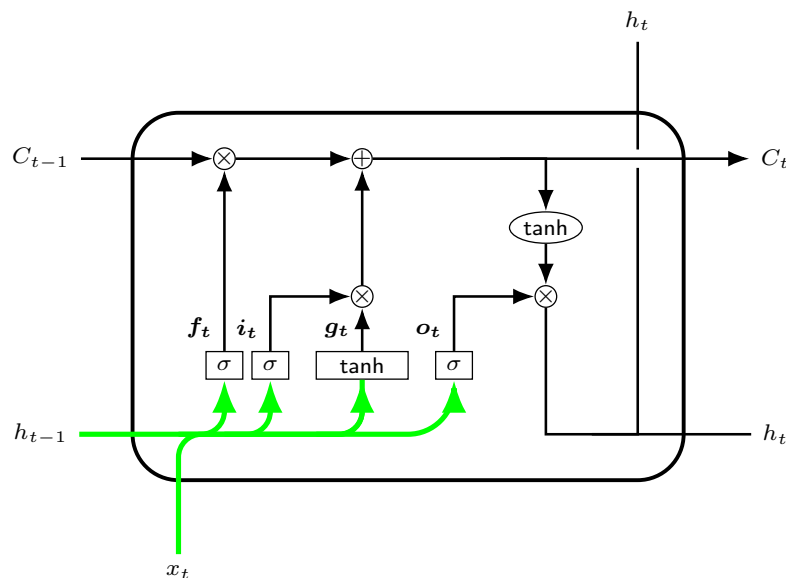 h_t
C_{t-1} × + C_t
tanh
× ×
f_t i_t g_t o_t
σ σ tanh σ
h_{t-1} h_t
x_t